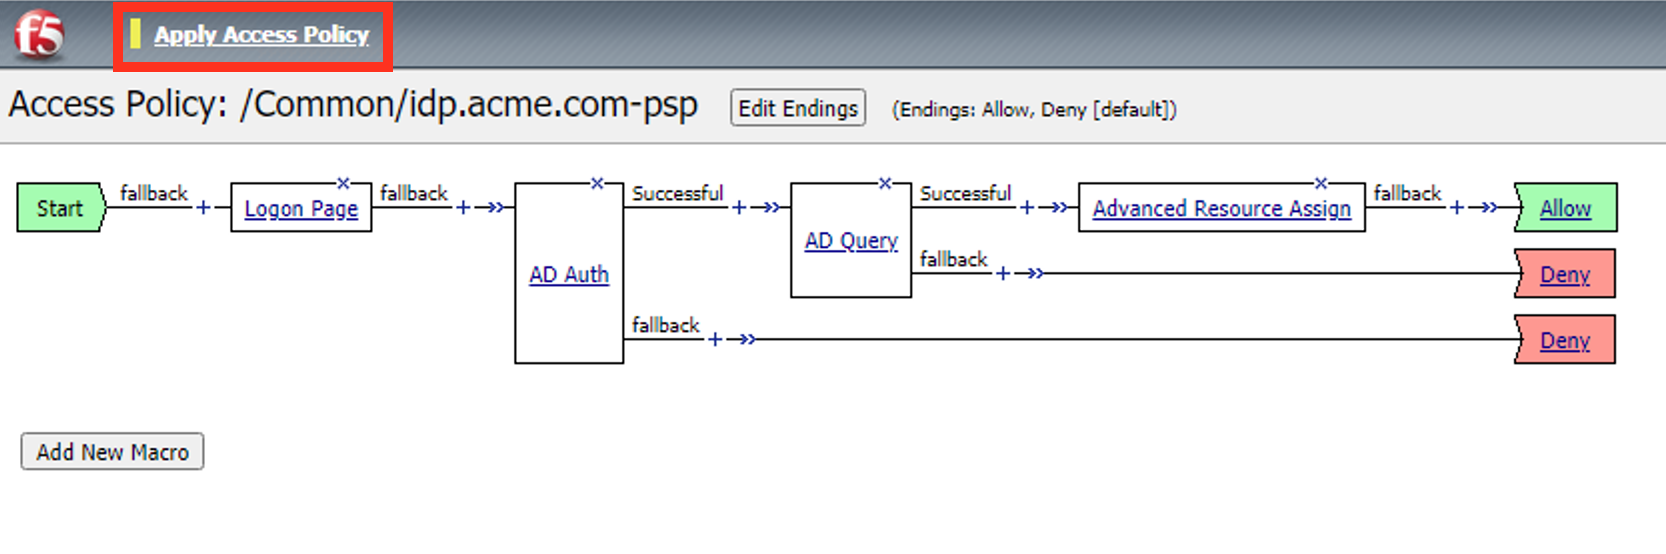 f5 Apply Access Policy
Access Policy: /Common/idp.acme.com-psp Edit Endings (Endings: Allow, Deny [default])
Start fallback + Logon Page fallback + AD Auth Successful + AD Query Successful + Advanced Resource Assign fallback + Allow
fallback + Deny
fallback + Deny
Add New Macro